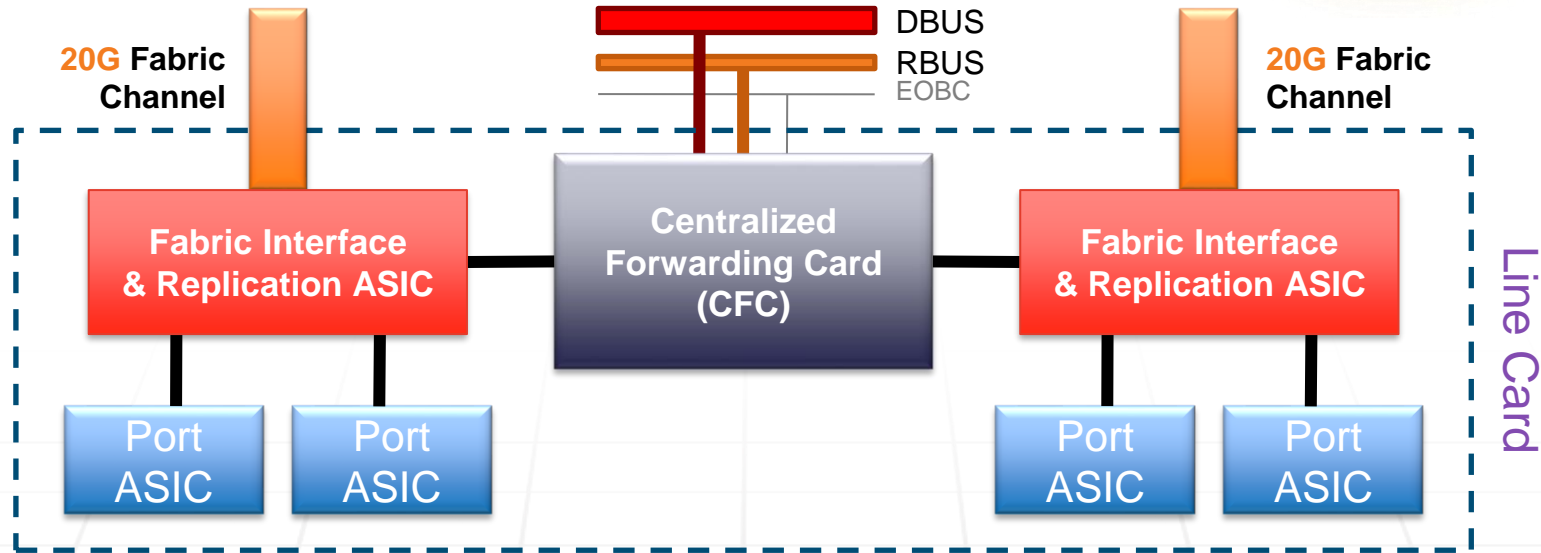 20G Fabric
Channel
DBUS
RBUS
EOBC
20G Fabric
Channel
Fabric Interface
& Replication ASIC
Centralized
Forwarding Card
(CFC)
Fabric Interface
& Replication ASIC
Line Card
Port
ASIC
Port
ASIC
Port
ASIC
Port
ASIC